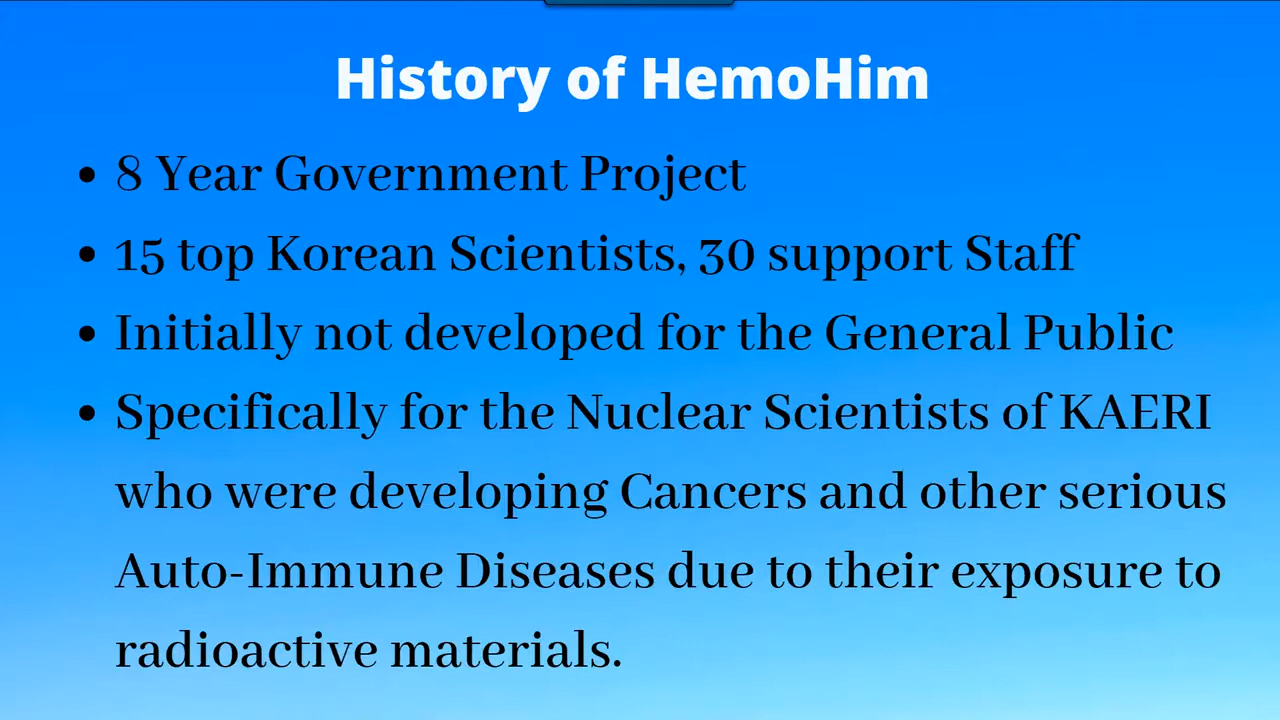 History of HemoHim
• 8 Year Government Project
• 15 top Korean Scientists, 30 support Staff
• Initially not developed for the General Public
• Specifically for the Nuclear Scientists of KAERI
who were developing Cancers and other serious
Auto-Immune Diseases due to their exposure to
radioactive materials.